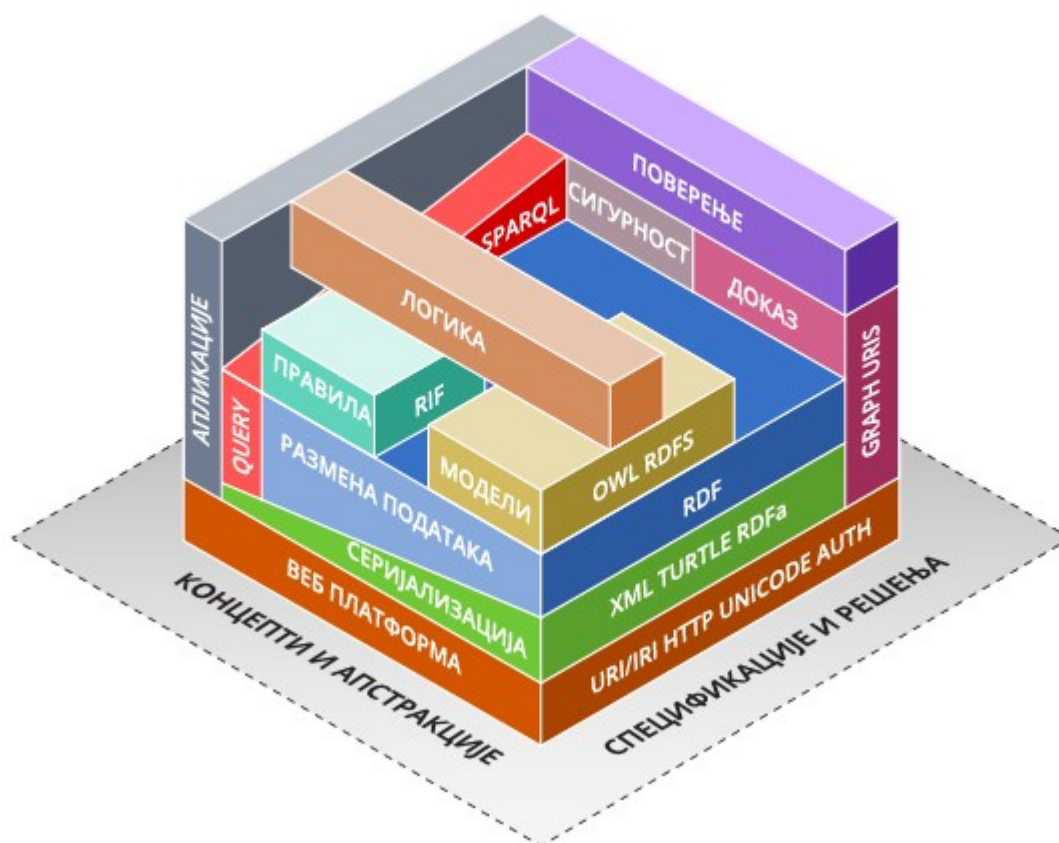 ПОВЕРЕЊЕ
СИГУРНОСТ
SPARQL
ДОКАЗ
АПЛИКАЦИЈЕ
ЛОГИКА
GRAPH URIS
ПРАВИЛА
RIF
QUERY
МОДЕЛИ
OWL RDFS
РАЗМЕНА ПОДАТАКА
RDF
СЕРИЈАЛИЗАЦИЈА
XML TURTLE RDFa
ВЕБ ПЛАТФОРМА
URI/IRI HTTP UNICODE AUTH
КОНЦЕПТИ И АПСТРАКЦИЈЕ
СПЕЦИФИКАЦИЈЕ И РЕШЕЊА